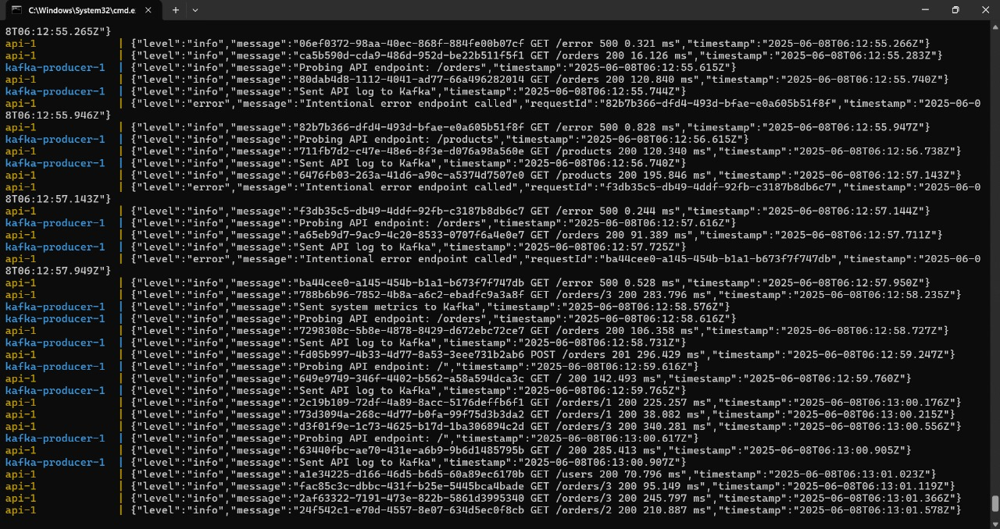 C:\Windows\System32\cmd.e
8T06:12:55.265Z"}
api-1 | {"level":"info","message":"06ef0372-98aa-40ec-868f-884fe00b07cf GET /error 500 0.321 ms","timestamp":"2025-06-08T06:12:55.266Z"}
api-1 | {"level":"info","message":"ca5b590d-cda9-486d-952d-be22b511f5f1 GET /orders 200 16.126 ms","timestamp":"2025-06-08T06:12:55.283Z"}
kafka-producer-1 | {"level":"info","message":"Probing API endpoint: /orders","timestamp":"2025-06-08T06:12:55.615Z"}
api-1 | {"level":"info","message":"80dab4d8-1112-4041-ad77-66a496282014 GET /orders 200 120.840 ms","timestamp":"2025-06-08T06:12:55.740Z"}
kafka-producer-1 | {"level":"info","message":"Sent API log to Kafka","timestamp":"2025-06-08T06:12:55.744Z"}
api-1 | {"level":"error","message":"Intentional error endpoint called","requestId":"82b7b366-dfd4-493d-bfae-e0a605b51f8f","timestamp":"2025-06-0
8T06:12:55.946Z"}
api-1 | {"level":"info","message":"82b7b366-dfd4-493d-bfae-e0a605b51f8f GET /error 500 0.828 ms","timestamp":"2025-06-08T06:12:55.947Z"}
kafka-producer-1 | {"level":"info","message":"Probing API endpoint: /products","timestamp":"2025-06-08T06:12:56.615Z"}
api-1 | {"level":"info","message":"711fb7d2-c47e-48e6-8f3e-d076a98a560e GET /products 200 120.340 ms","timestamp":"2025-06-08T06:12:56.738Z"}
kafka-producer-1 | {"level":"info","message":"Sent API log to Kafka","timestamp":"2025-06-08T06:12:56.740Z"}
api-1 | {"level":"info","message":"6476fb03-263a-41d6-a90c-a5374d7507e0 GET /products 200 195.846 ms","timestamp":"2025-06-08T06:12:57.143Z"}
api-1 | {"level":"error","message":"Intentional error endpoint called","requestId":"f3db35c5-db49-4ddf-92fb-c3187b8db6c7","timestamp":"2025-06-0
8T06:12:57.143Z"}
api-1 | {"level":"info","message":"f3db35c5-db49-4ddf-92fb-c3187b8db6c7 GET /error 500 0.244 ms","timestamp":"2025-06-08T06:12:57.144Z"}
kafka-producer-1 | {"level":"info","message":"Probing API endpoint: /orders","timestamp":"2025-06-08T06:12:57.616Z"}
api-1 | {"level":"info","message":"a65eb9d7-9ac9-4c20-8533-0707f6a4e0e7 GET /orders 200 91.389 ms","timestamp":"2025-06-08T06:12:57.711Z"}
kafka-producer-1 | {"level":"info","message":"Sent API log to Kafka","timestamp":"2025-06-08T06:12:57.725Z"}
api-1 | {"level":"error","message":"Intentional error endpoint called","requestId":"ba44cee0-a145-454b-b1a1-b673f7f747db","timestamp":"2025-06-0
8T06:12:57.949Z"}
api-1 | {"level":"info","message":"ba44cee0-a145-454b-b1a1-b673f7f747db GET /error 500 0.528 ms","timestamp":"2025-06-08T06:12:57.950Z"}
api-1 | {"level":"info","message":"788b6b96-7852-4b8a-a6c2-ebadfc9a3a8f GET /orders/3 200 283.796 ms","timestamp":"2025-06-08T06:12:58.235Z"}
kafka-producer-1 | {"level":"info","message":"Sent system metrics to Kafka","timestamp":"2025-06-08T06:12:58.576Z"}
kafka-producer-1 | {"level":"info","message":"Probing API endpoint: /orders","timestamp":"2025-06-08T06:12:58.616Z"}
api-1 | {"level":"info","message":"7298308c-5b8e-4878-8429-d672ebc72ce7 GET /orders 200 106.358 ms","timestamp":"2025-06-08T06:12:58.727Z"}
kafka-producer-1 | {"level":"info","message":"Sent API log to Kafka","timestamp":"2025-06-08T06:12:58.731Z"}
api-1 | {"level":"info","message":"fd05b997-4b33-4d77-8a53-3eee731b2ab6 POST /orders 201 296.429 ms","timestamp":"2025-06-08T06:12:59.247Z"}
kafka-producer-1 | {"level":"info","message":"Probing API endpoint: /","timestamp":"2025-06-08T06:12:59.616Z"}
api-1 | {"level":"info","message":"649e9749-346f-4402-b562-a58a594dca3c GET / 200 142.493 ms","timestamp":"2025-06-08T06:12:59.760Z"}
kafka-producer-1 | {"level":"info","message":"Sent API log to Kafka","timestamp":"2025-06-08T06:12:59.765Z"}
api-1 | {"level":"info","message":"2c19b109-72df-4a89-8acc-5176deffb6f1 GET /orders/1 200 225.257 ms","timestamp":"2025-06-08T06:13:00.176Z"}
api-1 | {"level":"info","message":"73d3094a-268c-4d77-b0fa-99f75d3b3da2 GET /orders/1 200 38.082 ms","timestamp":"2025-06-08T06:13:00.215Z"}
api-1 | {"level":"info","message":"d3f01f9e-1c73-4625-b17d-1ba306894c2d GET /orders/3 200 340.281 ms","timestamp":"2025-06-08T06:13:00.556Z"}
kafka-producer-1 | {"level":"info","message":"Probing API endpoint: /","timestamp":"2025-06-08T06:13:00.617Z"}
api-1 | {"level":"info","message":"63440fbc-ae70-431e-a6b9-9b6d1485795b GET / 200 285.413 ms","timestamp":"2025-06-08T06:13:00.905Z"}
kafka-producer-1 | {"level":"info","message":"Sent API log to Kafka","timestamp":"2025-06-08T06:13:00.907Z"}
api-1 | {"level":"info","message":"a1e34225-d166-46d5-b6d5-60a89ec6170b GET /users 200 70.796 ms","timestamp":"2025-06-08T06:13:01.023Z"}
api-1 | {"level":"info","message":"fac85c3c-dbbc-431f-b25e-5445bca4bade GET /orders/3 200 95.149 ms","timestamp":"2025-06-08T06:13:01.119Z"}
api-1 | {"level":"info","message":"2af63322-7191-473e-822b-5861d3995340 GET /orders/3 200 245.797 ms","timestamp":"2025-06-08T06:13:01.366Z"}
api-1 | {"level":"info","message":"24f542c1-e70d-4557-8e07-634d5ec0f8cb GET /orders/2 200 210.887 ms","timestamp":"2025-06-08T06:13:01.578Z"}